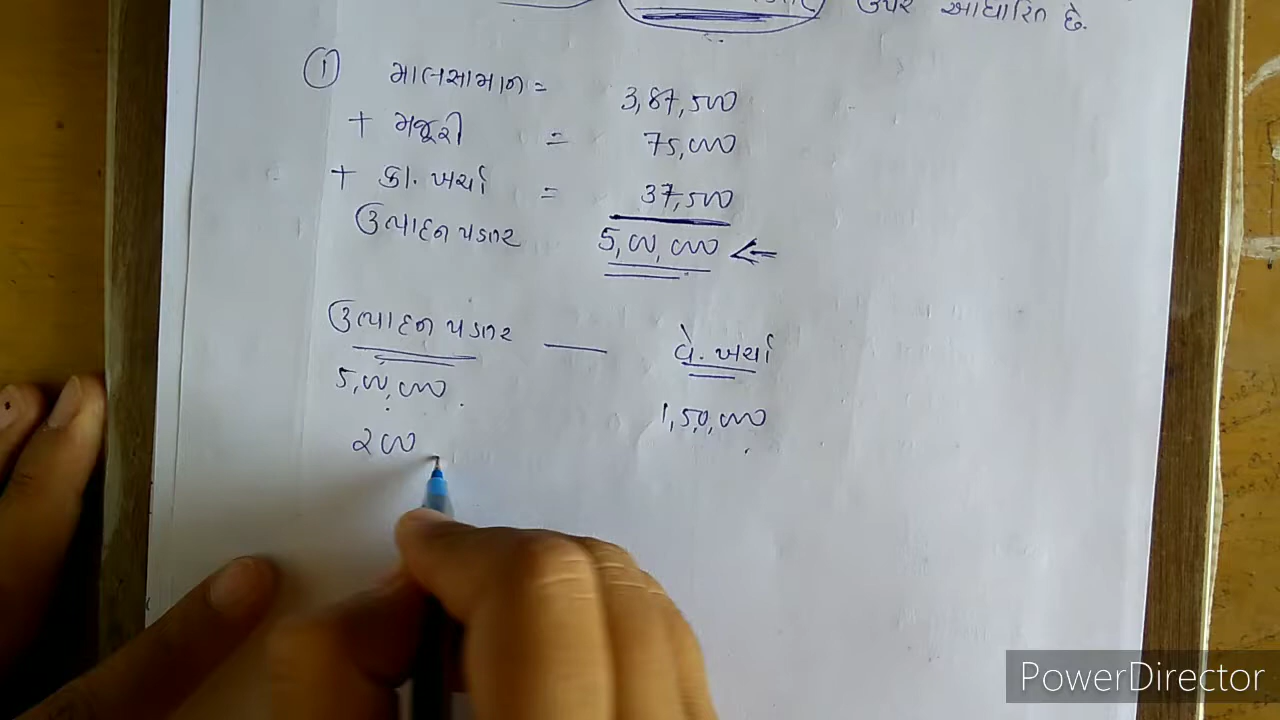 ઉપર આધારિત છે.
① માલસામાન = 3,87,500
+ મજૂરી = 75,000
+ કા. ખર્ચા = 37,500
ઉત્પાદન પડતર 5,00,000 ←
ઉત્પાદન પડતર — વે. ખર્ચા
5,00,000 1,50,000
200
PowerDirector